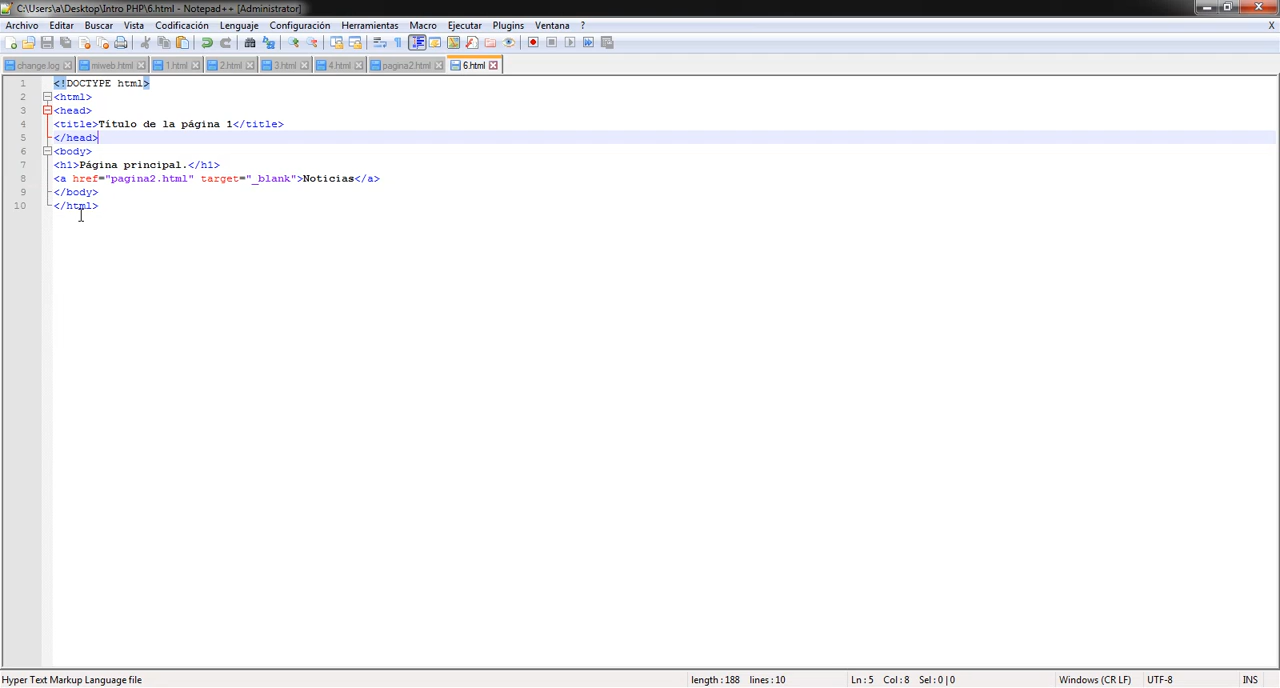 C:\Users\a\Desktop\Intro PHP\6.html - Notepad++ [Administrator]
Archivo Editar Buscar Vista Codificación Lenguaje Configuración Herramientas Macro Ejecutar Plugins Ventana ? X
change.log miweb.html 1.html 2.html 3.html 4.html pagina2.html 6.html
1 <!DOCTYPE html>
2 <html>
3 <head>
4 <title>Título de la página 1</title>
5 </head>
6 <body>
7 <h1>Página principal.</h1>
8 <a href="pagina2.html" target="_blank">Noticias</a>
9 </body>
10 </html>
Hyper Text Markup Language file length : 188 lines : 10 Ln : 5 Col : 8 Sel : 0 | 0 Windows (CR LF) UTF-8 INS